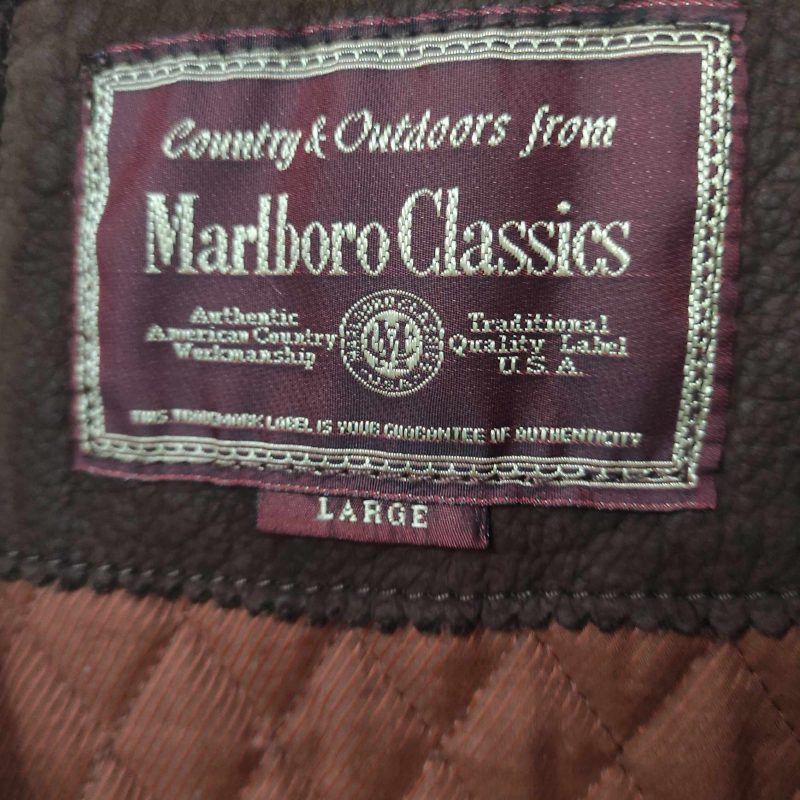 Country & Outdoors from
Marlboro Classics
Authentic
American Country
Workmanship
Traditional
Quality Label
U.S.A.
THIS TRADEMARK LABEL IS YOUR GUARANTEE OF AUTHENTICITY
LARGE